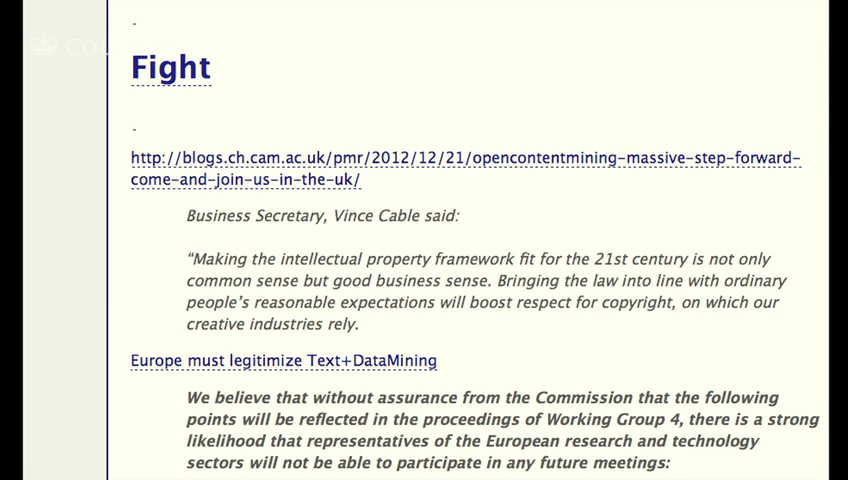 Fight
http://blogs.ch.cam.ac.uk/pmr/2012/12/21/opencontentmining-massive-step-forward-
come-and-join-us-in-the-uk/
Business Secretary, Vince Cable said:
“Making the intellectual property framework fit for the 21st century is not only
common sense but good business sense. Bringing the law into line with ordinary
people’s reasonable expectations will boost respect for copyright, on which our
creative industries rely.
Europe must legitimize Text+DataMining
We believe that without assurance from the Commission that the following
points will be reflected in the proceedings of Working Group 4, there is a strong
likelihood that representatives of the European research and technology
sectors will not be able to participate in any future meetings: